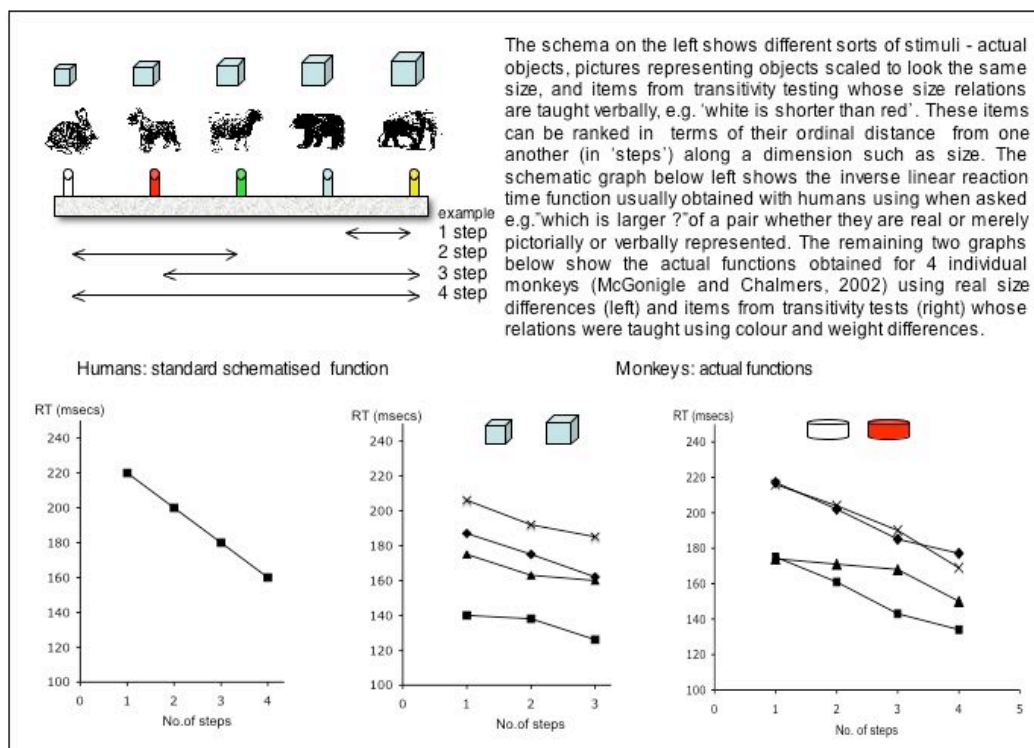 The schema on the left shows different sorts of stimuli - actual
objects, pictures representing objects scaled to look the same
size, and items from transitivity testing whose size relations
are taught verbally, e.g. ‘white is shorter than red’. These items
can be ranked in terms of their ordinal distance from one
another (in ‘steps’) along a dimension such as size. The
schematic graph below left shows the inverse linear reaction
time function usually obtained with humans using when asked
e.g.”which is larger ?”of a pair whether they are real or merely
pictorially or verbally represented. The remaining two graphs
below show the actual functions obtained for 4 individual
monkeys (McGonigle and Chalmers, 2002) using real size
differences (left) and items from transitivity tests (right) whose
relations were taught using colour and weight differences.
example
1 step
2 step
3 step
4 step
Humans: standard schematised function
Monkeys: actual functions
RT (msecs)
240
220
200
180
160
140
120
100
0 1 2 3 4
No.of steps
RT (msecs)
240
220
200
180
160
140
120
100
0 1 2 3
No.of steps
RT (msecs)
240
220
200
180
160
140
120
100
0 1 2 3 4 5
No. of steps